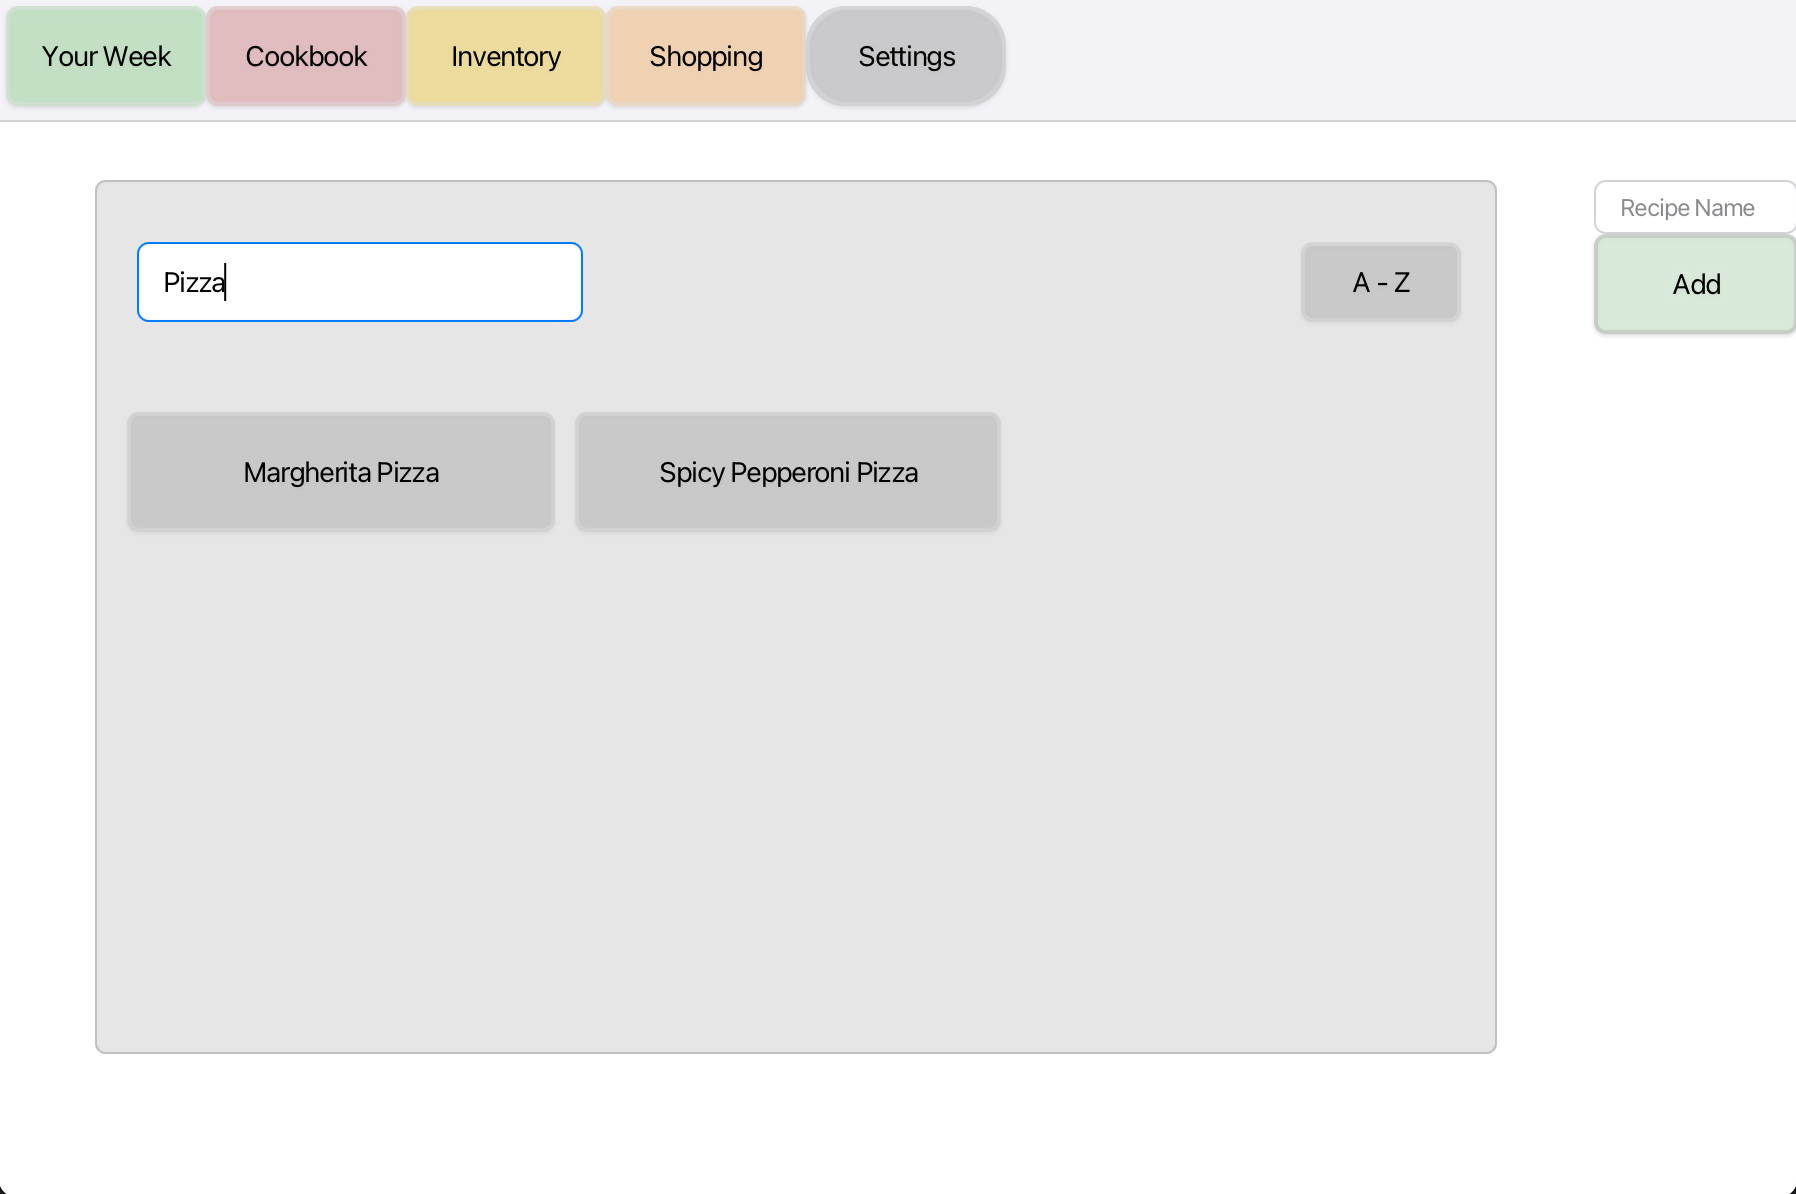 Your Week
Cookbook
Inventory
Shopping
Settings
Pizza
A - Z
Recipe Name
Add
Margherita Pizza
Spicy Pepperoni Pizza